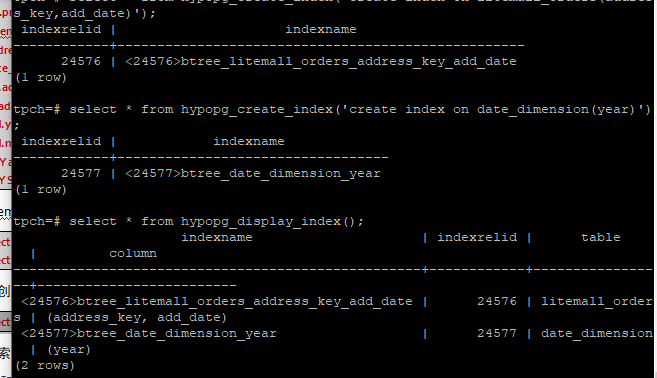 s_key,add_date)');
indexrelid | indexname
------------+---------------------------------------------------
24576 | <24576>btree_litemall_orders_address_key_add_date
(1 row)
tpch=# select * from hypopg_create_index('create index on date_dimension(year)')
;
indexrelid | indexname
------------+----------------------------------
24577 | <24577>btree_date_dimension_year
(1 row)
tpch=# select * from hypopg_display_index();
indexname | indexrelid | table
| column
---------------------------------------------------+------------+---------------
--+-------------------------
<24576>btree_litemall_orders_address_key_add_date | 24576 | litemall_order
s | (address_key, add_date)
<24577>btree_date_dimension_year | 24577 | date_dimension
| (year)
(2 rows)